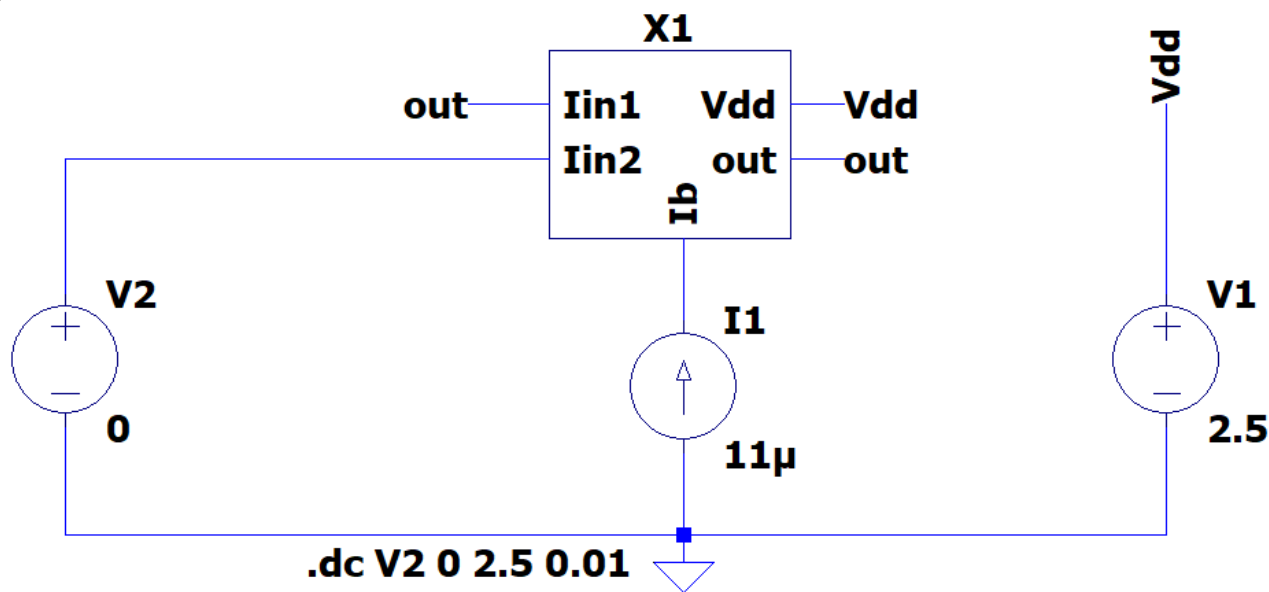 X1
Vdd
out
Iin1
Vdd
Vdd
Iin2
out
out
Ib
V2
0
I1
11µ
V1
2.5
.dc V2 0 2.5 0.01